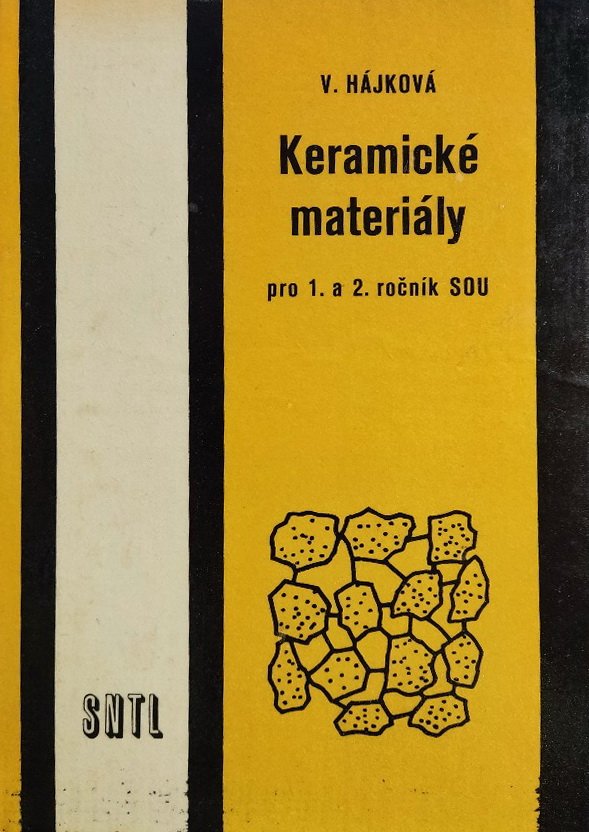 V. HÁJKOVÁ
Keramické
materiály
pro 1. a 2. ročník SOU
SNTL